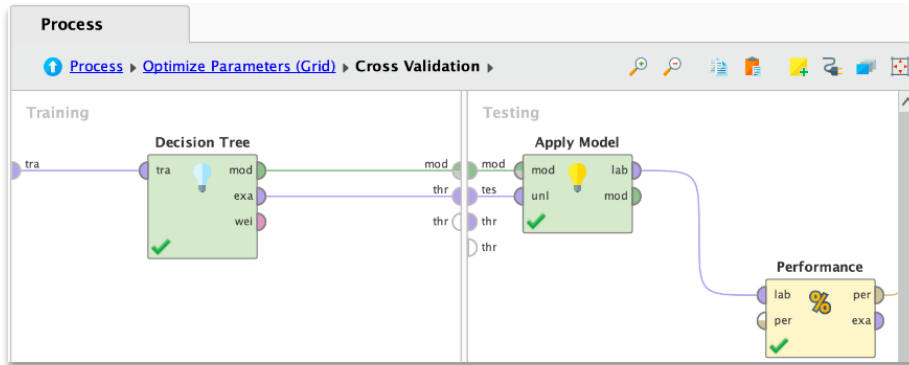 Process
Process ▸ Optimize Parameters (Grid) ▸ Cross Validation ▸
Training
Testing
Decision Tree
Apply Model
tra
tra
mod
mod
mod
mod
lab
exa
thr
tes
unl
mod
wei
thr
thr
thr
Performance
%
lab
per
per
exa